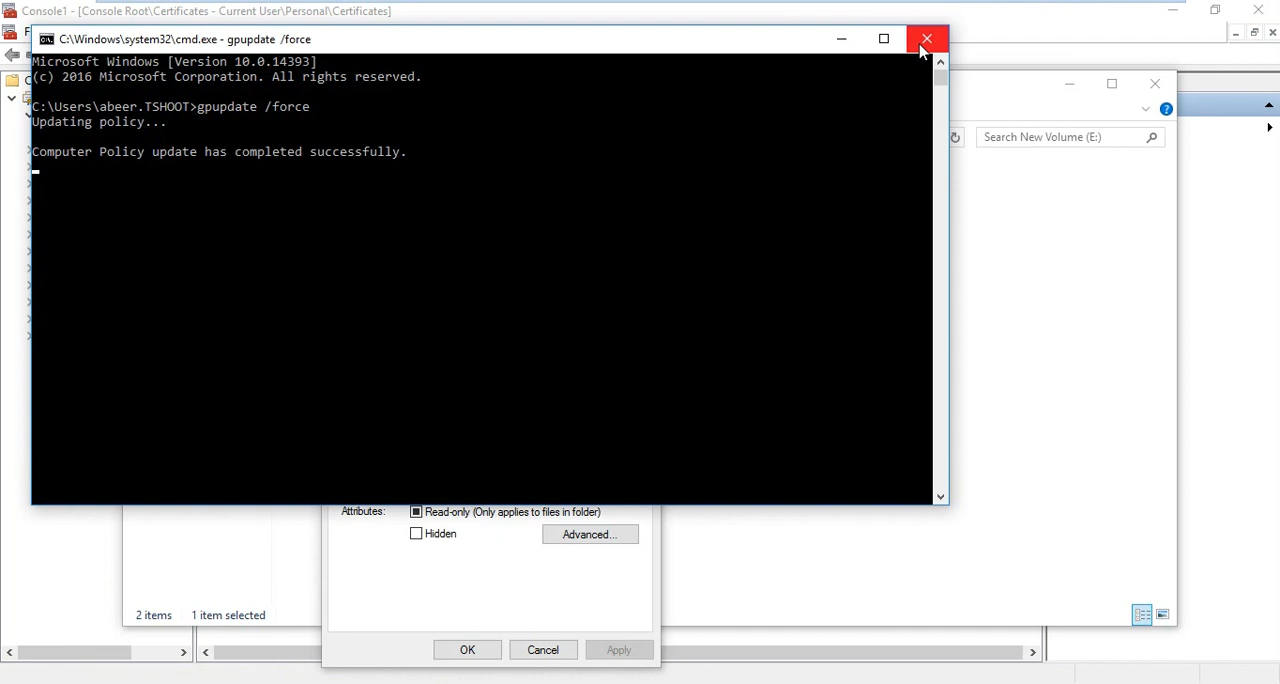 Console1 - [Console Root\Certificates - Current User\Personal\Certificates]
F
C:\Windows\system32\cmd.exe - gpupdate /force
Microsoft Windows [Version 10.0.14393]
(c) 2016 Microsoft Corporation. All rights reserved.
C:\Users\abeer.TSHOOT>gpupdate /force
Updating policy...
Computer Policy update has completed successfully.
Search New Volume (E:)
Attributes:
Read-only (Only applies to files in folder)
Hidden
Advanced...
2 items
1 item selected
OK
Cancel
Apply